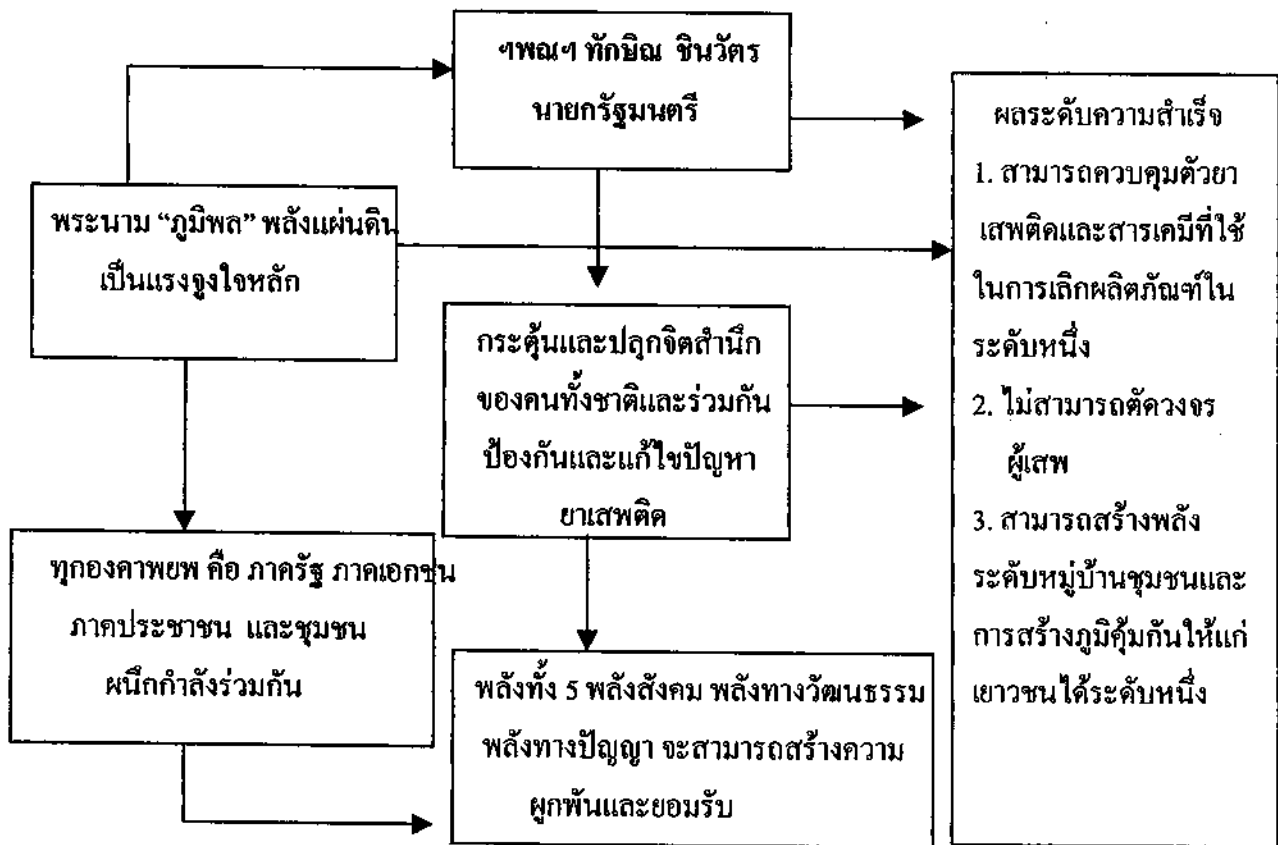 ฯพณฯ ทักษิณ ชินวัตร
นายกรัฐมนตรี
พระนาม “ภูมิพล” พลังแผ่นดิน
เป็นแรงจูงใจหลัก
กระตุ้นและปลุกจิตสำนึก
ของคนทั้งชาติและร่วมกัน
ป้องกันและแก้ไขปัญหา
ยาเสพติด
ทุกองคาพยพ คือ ภาครัฐ ภาคเอกชน
ภาคประชาชน และชุมชน
ผนึกกำลังร่วมกัน
พลังทั้ง 5 พลังสังคม พลังทางวัฒนธรรม
พลังทางปัญญา จะสามารถสร้างความ
ผูกพันและยอมรับ
ผลระดับความสำเร็จ
1. สามารถควบคุมตัวยา
เสพติดและสารเคมีที่ใช้
ในการเลิกผลิตภัณฑ์ใน
ระดับหนึ่ง
2. ไม่สามารถตัดวงจร
ผู้เสพ
3. สามารถสร้างพลัง
ระดับหมู่บ้านชุมชนและ
การสร้างภูมิคุ้มกันให้แก่
เยาวชนได้ระดับหนึ่ง